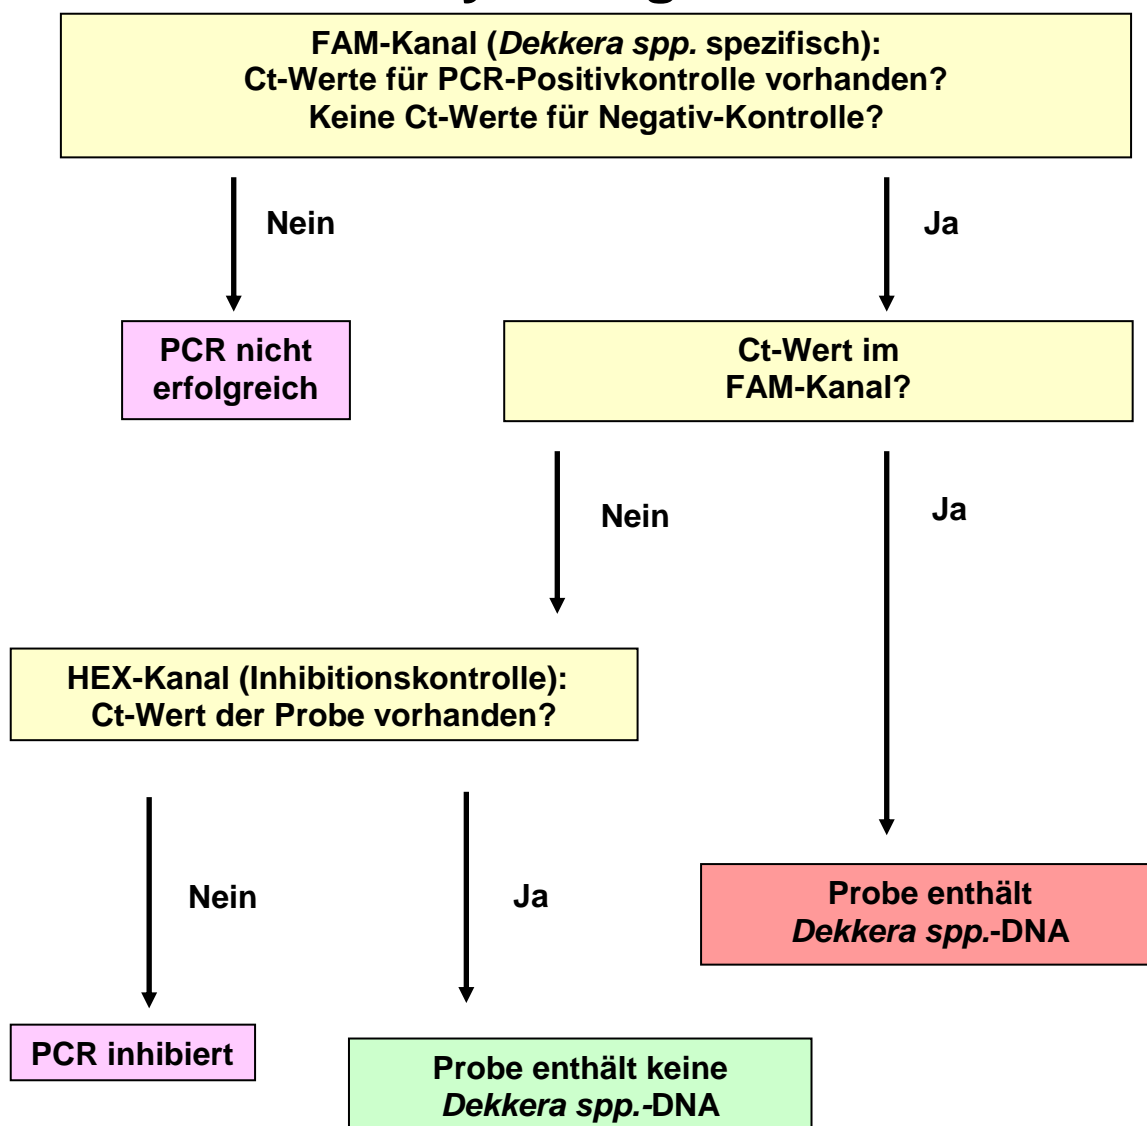 FAM-Kanal (Dekkera spp. spezifisch):
Ct-Werte für PCR-Positivkontrolle vorhanden?
Keine Ct-Werte für Negativ-Kontrolle?
Nein
Ja
PCR nicht
erfolgreich
Ct-Wert im
FAM-Kanal?
Nein
Ja
HEX-Kanal (Inhibitionskontrolle):
Ct-Wert der Probe vorhanden?
Nein
Ja
Probe enthält
Dekkera spp.-DNA
PCR inhibiert
Probe enthält keine
Dekkera spp.-DNA